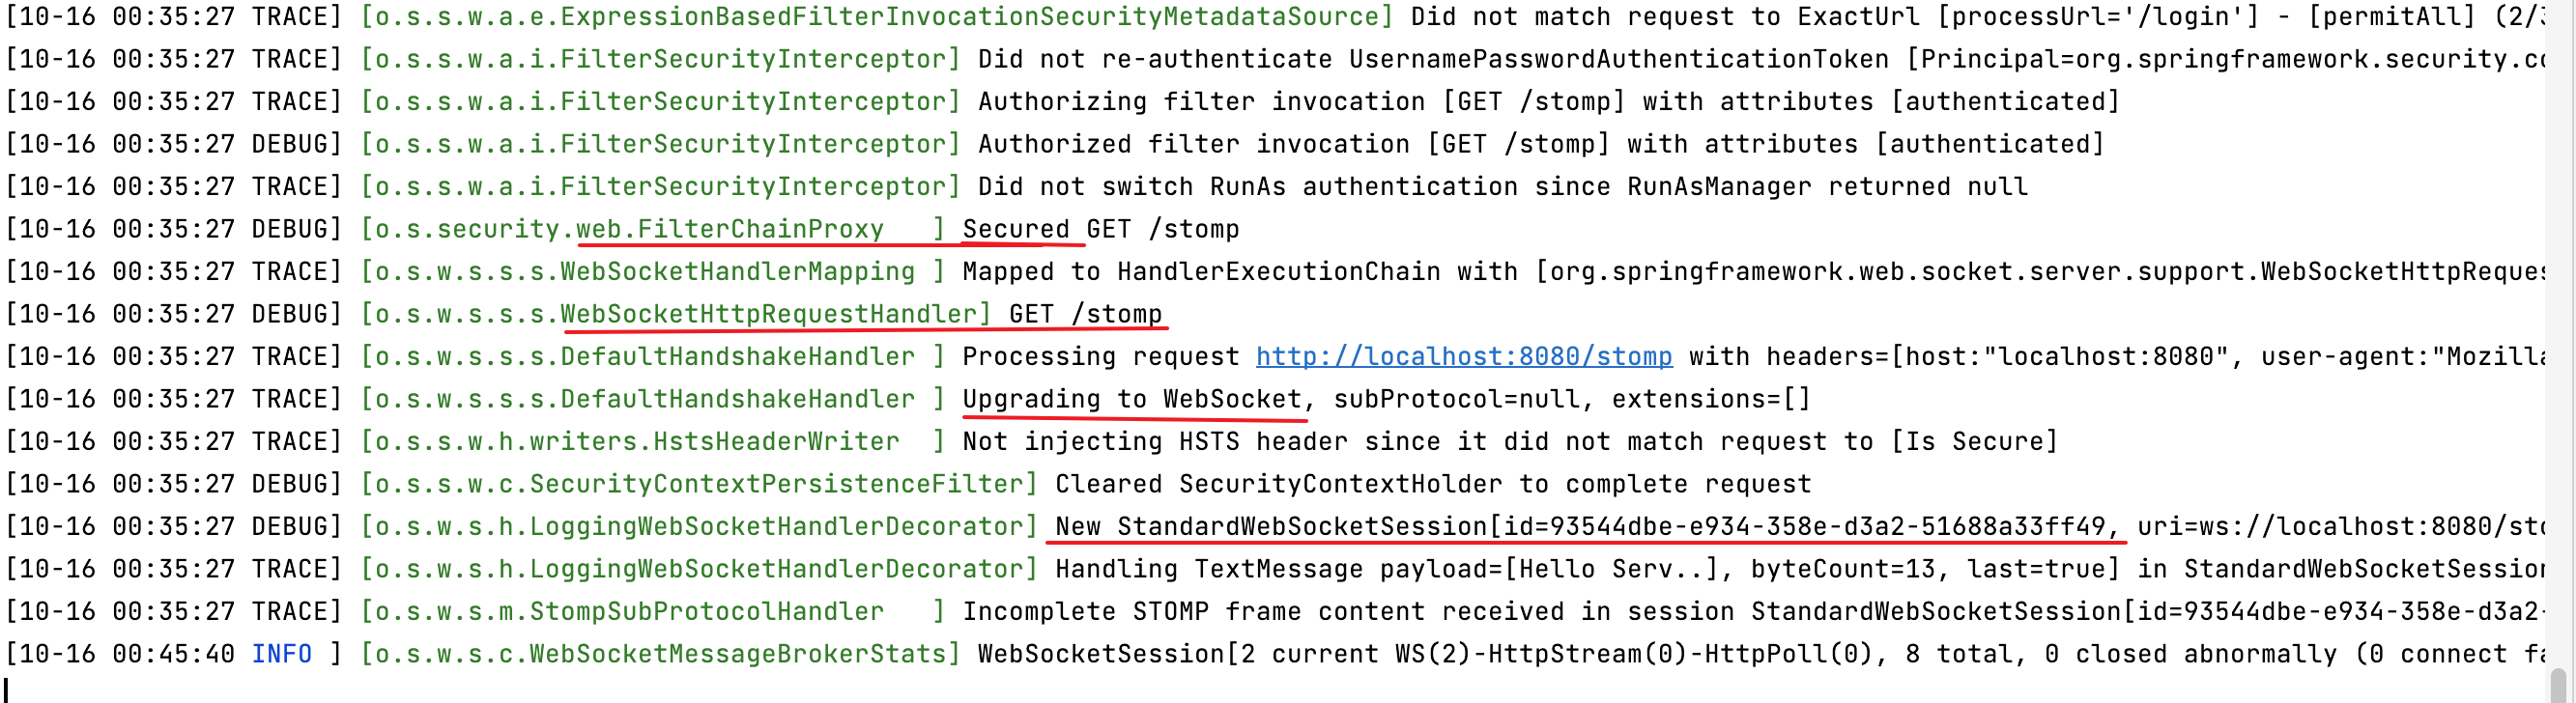 [10-16 00:35:27 TRACE] [o.s.s.w.a.e.ExpressionBasedFilterInvocationSecurityMetadataSource] Did not match request to ExactUrl [processUrl='/login'] - [permitAll] (2/3
[10-16 00:35:27 TRACE] [o.s.s.w.a.i.FilterSecurityInterceptor] Did not re-authenticate UsernamePasswordAuthenticationToken [Principal=org.springframework.security.co
[10-16 00:35:27 TRACE] [o.s.s.w.a.i.FilterSecurityInterceptor] Authorizing filter invocation [GET /stomp] with attributes [authenticated]
[10-16 00:35:27 DEBUG] [o.s.s.w.a.i.FilterSecurityInterceptor] Authorized filter invocation [GET /stomp] with attributes [authenticated]
[10-16 00:35:27 TRACE] [o.s.s.w.a.i.FilterSecurityInterceptor] Did not switch RunAs authentication since RunAsManager returned null
[10-16 00:35:27 DEBUG] [o.s.security.web.FilterChainProxy   ] Secured GET /stomp
[10-16 00:35:27 TRACE] [o.s.w.s.s.s.WebSocketHandlerMapping ] Mapped to HandlerExecutionChain with [org.springframework.web.socket.server.support.WebSocketHttpReques
[10-16 00:35:27 DEBUG] [o.s.w.s.s.s.WebSocketHttpRequestHandler] GET /stomp
[10-16 00:35:27 TRACE] [o.s.w.s.s.s.DefaultHandshakeHandler ] Processing request http://localhost:8080/stomp with headers=[host:"localhost:8080", user-agent:"Mozilla
[10-16 00:35:27 TRACE] [o.s.w.s.s.s.DefaultHandshakeHandler ] Upgrading to WebSocket, subProtocol=null, extensions=[]
[10-16 00:35:27 TRACE] [o.s.s.w.h.writers.HstsHeaderWriter  ] Not injecting HSTS header since it did not match request to [Is Secure]
[10-16 00:35:27 DEBUG] [o.s.s.w.c.SecurityContextPersistenceFilter] Cleared SecurityContextHolder to complete request
[10-16 00:35:27 DEBUG] [o.s.w.s.h.LoggingWebSocketHandlerDecorator] New StandardWebSocketSession[id=93544dbe-e934-358e-d3a2-51688a33ff49, uri=ws://localhost:8080/sto
[10-16 00:35:27 TRACE] [o.s.w.s.h.LoggingWebSocketHandlerDecorator] Handling TextMessage payload=[Hello Serv..], byteCount=13, last=true] in StandardWebSocketSession
[10-16 00:35:27 TRACE] [o.s.w.s.m.StompSubProtocolHandler   ] Incomplete STOMP frame content received in session StandardWebSocketSession[id=93544dbe-e934-358e-d3a2-
[10-16 00:45:40 INFO ] [o.s.w.s.c.WebSocketMessageBrokerStats] WebSocketSession[2 current WS(2)-HttpStream(0)-HttpPoll(0), 8 total, 0 closed abnormally (0 connect fa